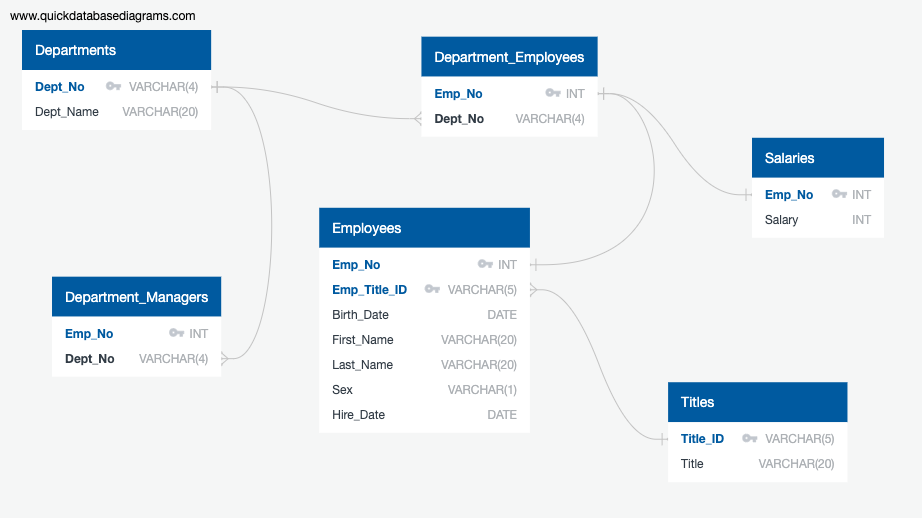 www.quickdatabasediagrams.com
Departments
Dept_No VARCHAR(4)
Dept_Name VARCHAR(20)
Department_Employees
Emp_No INT
Dept_No VARCHAR(4)
Salaries
Emp_No INT
Salary INT
Employees
Emp_No INT
Emp_Title_ID VARCHAR(5)
Birth_Date DATE
First_Name VARCHAR(20)
Last_Name VARCHAR(20)
Sex VARCHAR(1)
Hire_Date DATE
Department_Managers
Emp_No INT
Dept_No VARCHAR(4)
Titles
Title_ID VARCHAR(5)
Title VARCHAR(20)